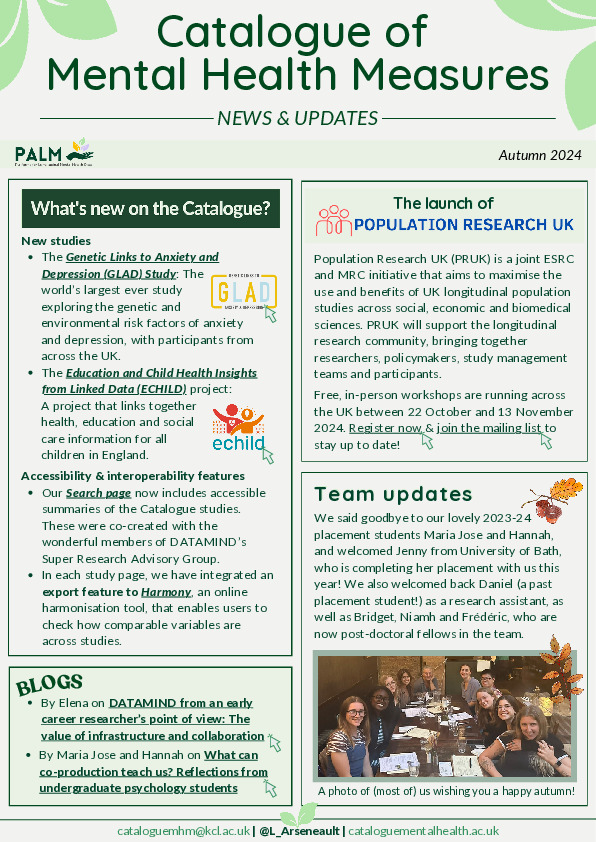 Catalogue of
Mental Health Measures
NEWS & UPDATES
PALM
Autumn 2024
What's new on the Catalogue?
New studies
• The Genetic Links to Anxiety and
Depression (GLAD) Study: The
world's largest ever study
exploring the genetic and
environmental risk factors of anxiety
and depression, with participants from
across the UK.
GLAD
• The Education and Child Health Insights
from Linked Data (ECHILD) project:
A project that links together
health, education and social
care information for all
children in England.
echild
Accessibility & interoperability features
• Our Search page now includes accessible
summaries of the Catalogue studies.
These were co-created with the
wonderful members of DATAMIND's
Super Research Advisory Group.
• In each study page, we have integrated an
export feature to Harmony, an online
harmonisation tool, that enables users to
check how comparable variables are
across studies.
BLOGS
• By Elena on DATAMIND from an early
career researcher's point of view: The
value of infrastructure and collaboration
• By Maria Jose and Hannah on What can
co-production teach us? Reflections from
undergraduate psychology students
The launch of
POPULATION RESEARCH UK
Population Research UK (PRUK) is a joint ESRC
and MRC initiative that aims to maximise the
use and benefits of UK longitudinal population
studies across social, economic and biomedical
sciences. PRUK will support the longitudinal
research community, bringing together
researchers, policymakers, study management
teams and participants.
Free, in-person workshops are running across
the UK between 22 October and 13 November
2024. Register now & join the mailing list to
stay up to date!
Team updates
We said goodbye to our lovely 2023-24
placement students Maria Jose and Hannah,
and welcomed Jenny from University of Bath,
who is completing her placement with us this
year! We also welcomed back Daniel (a past
placement student!) as a research assistant, as
well as Bridget, Niamh and Frédéric, who are
now post-doctoral fellows in the team.
A photo of (most of) us wishing you a happy autumn!
cataloguemhm@kcl.ac.uk | @L_Arseneault | cataloguementalhealth.ac.uk